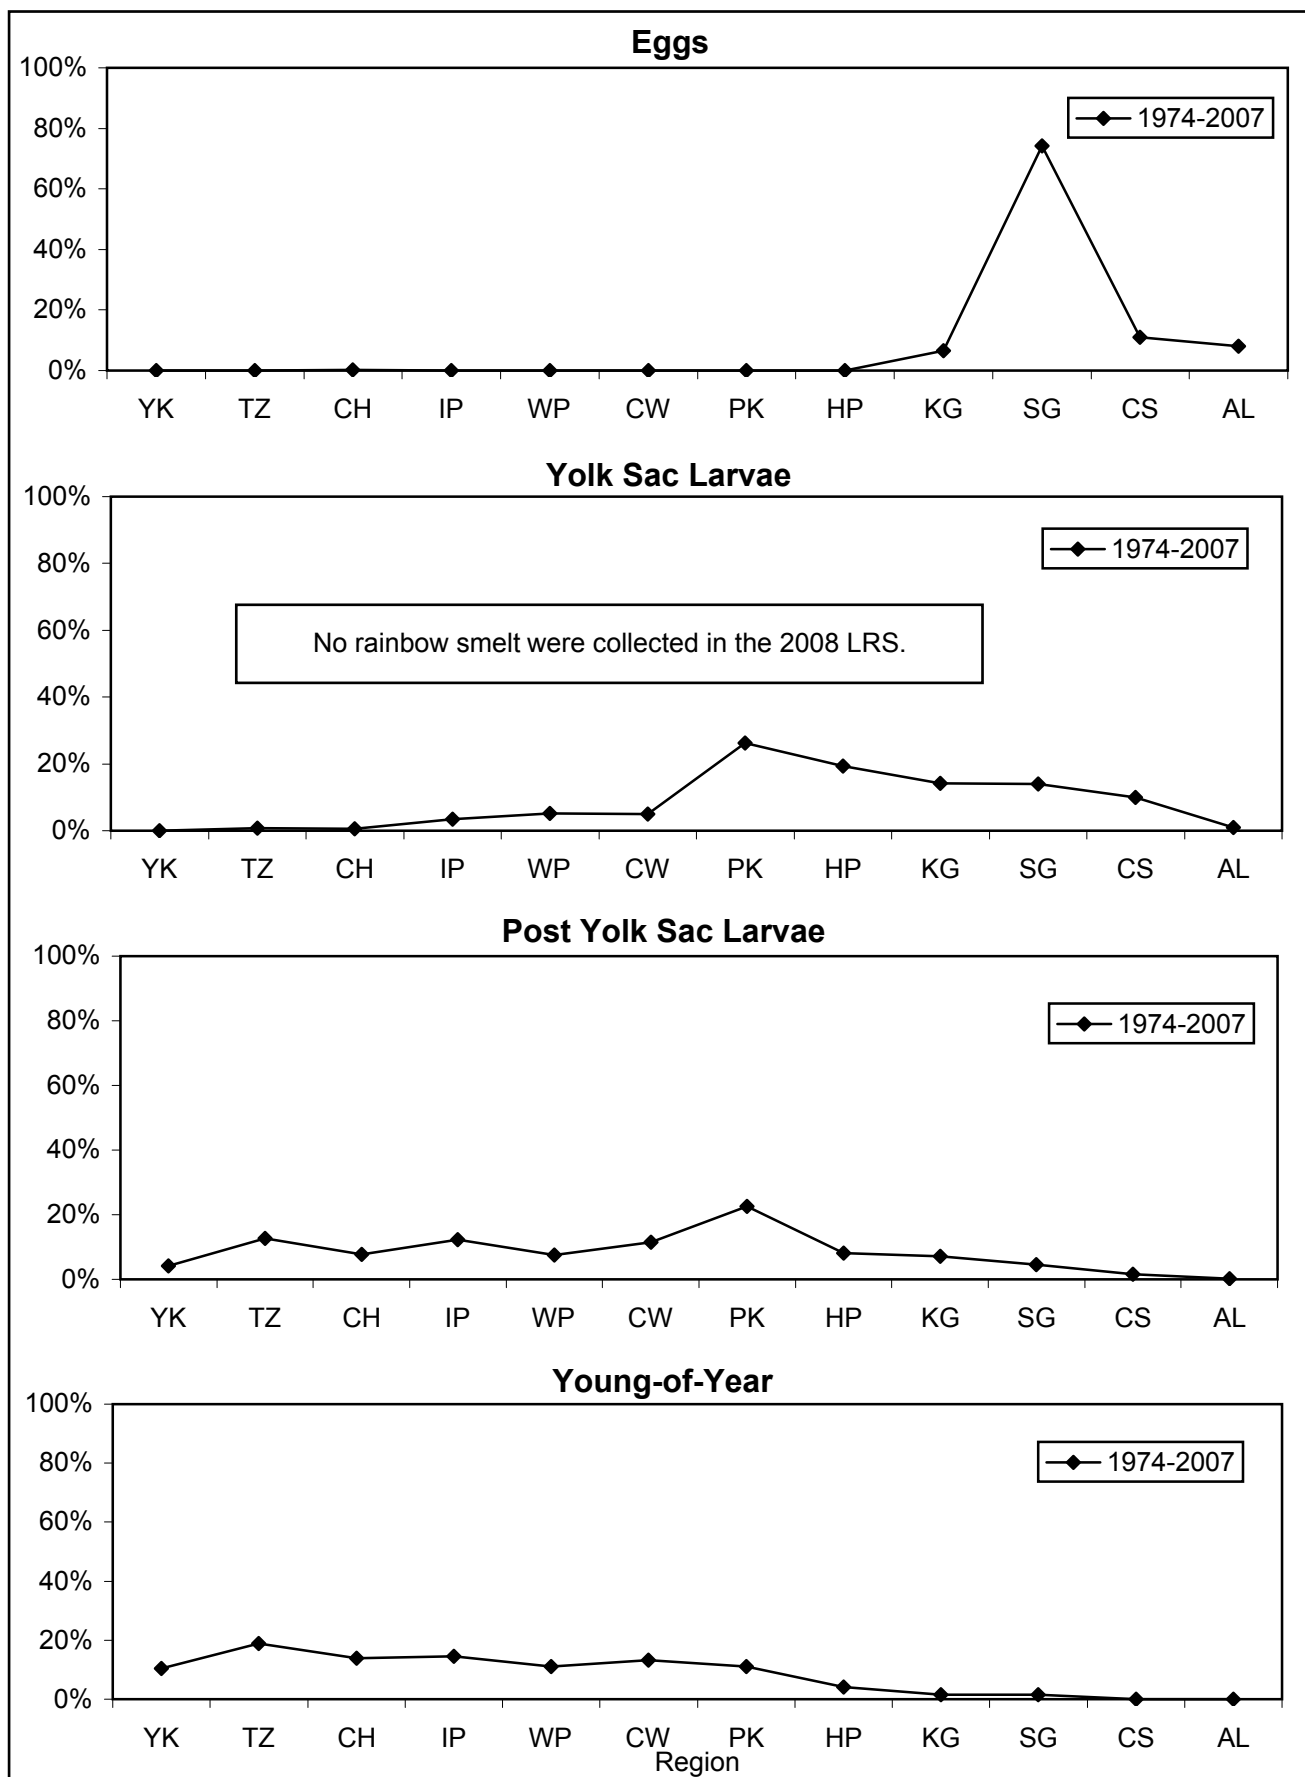 Eggs
100%
80%
60%
40%
20%
0%
1974-2007
YK TZ CH IP WP CW PK HP KG SG CS AL
Yolk Sac Larvae
100%
80%
60%
40%
20%
0%
1974-2007
No rainbow smelt were collected in the 2008 LRS.
YK TZ CH IP WP CW PK HP KG SG CS AL
Post Yolk Sac Larvae
100%
80%
60%
40%
20%
0%
1974-2007
YK TZ CH IP WP CW PK HP KG SG CS AL
Young-of-Year
100%
80%
60%
40%
20%
0%
1974-2007
YK TZ CH IP WP CW PK HP KG SG CS AL
Region